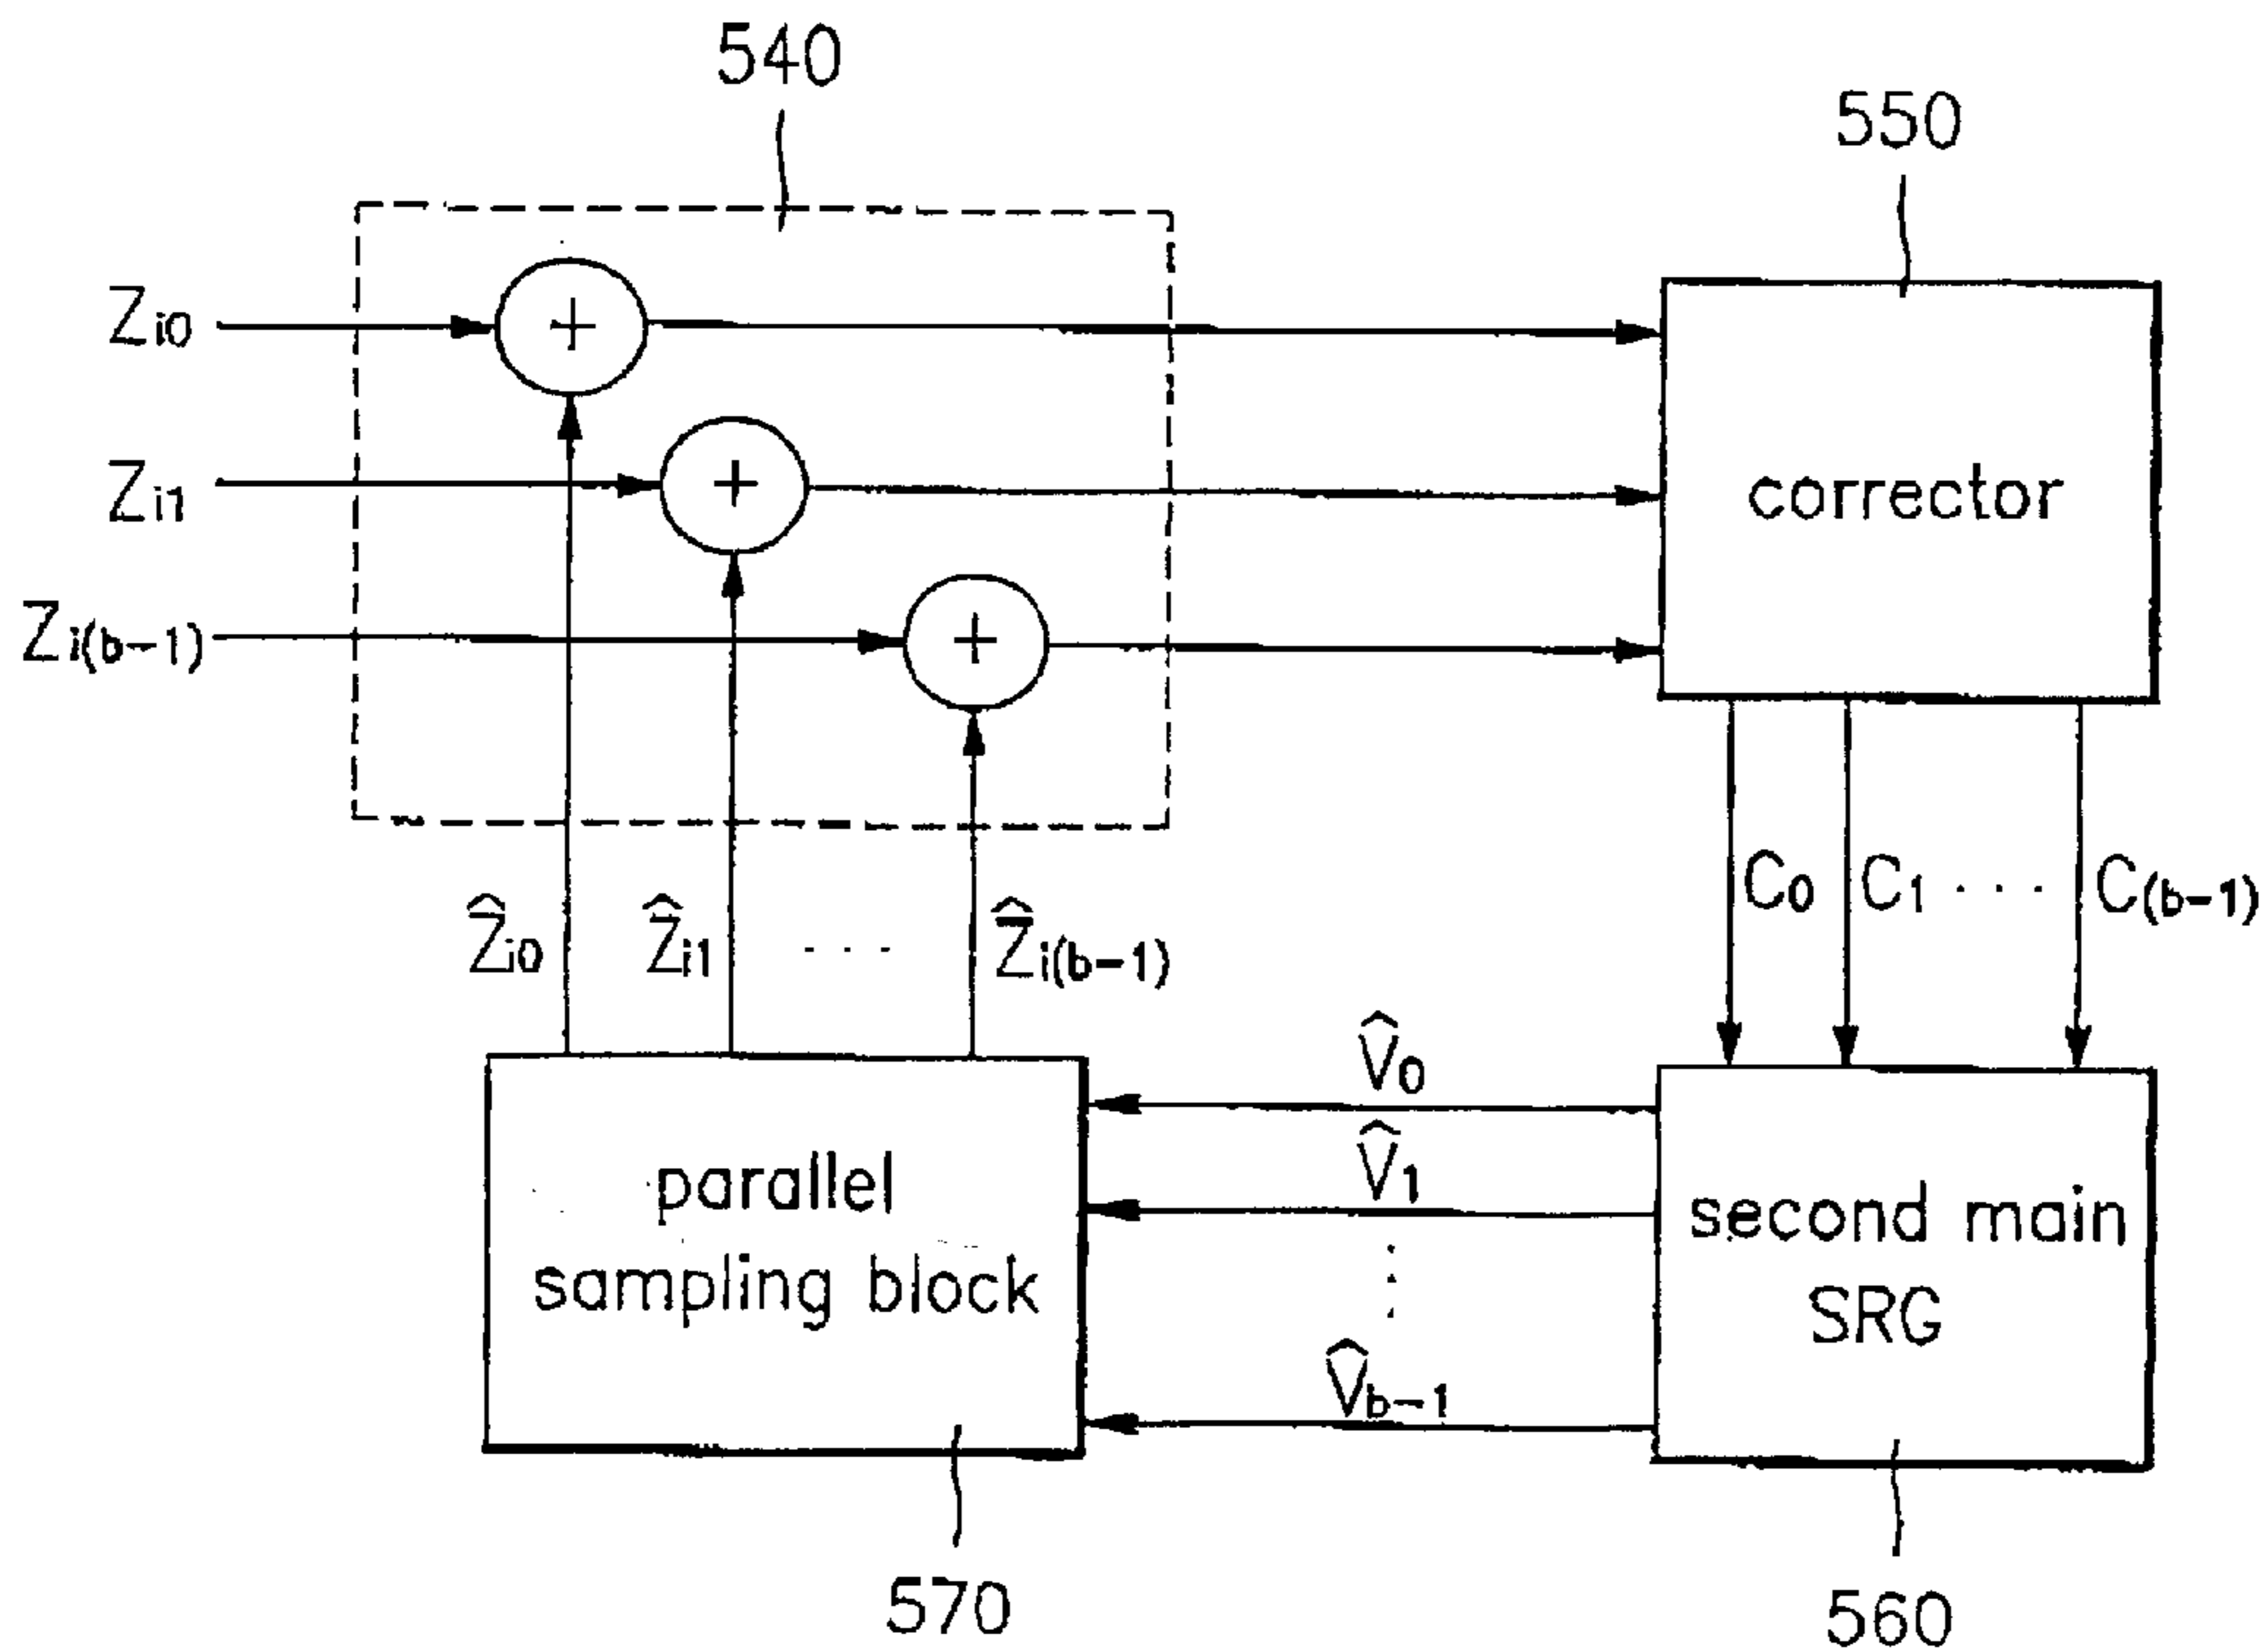 540
550
Zi0
+
Zi1
+
corrector
Zi(b-1)
+
C0 C1 · · · C(b-1)
Ẑi0 Ẑi1 · · · Ẑi(b-1)
V̂0
V̂1
V̂b-1
parallel
sampling block
second main
SRG
570
560